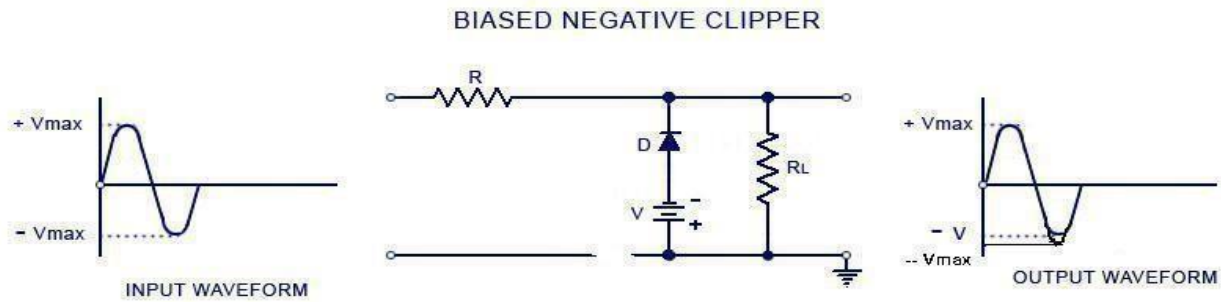 BIASED NEGATIVE CLIPPER
R
+ Vmax
- Vmax
INPUT WAVEFORM
D
V
-
+
RL
+ Vmax
- V
-- Vmax
OUTPUT WAVEFORM